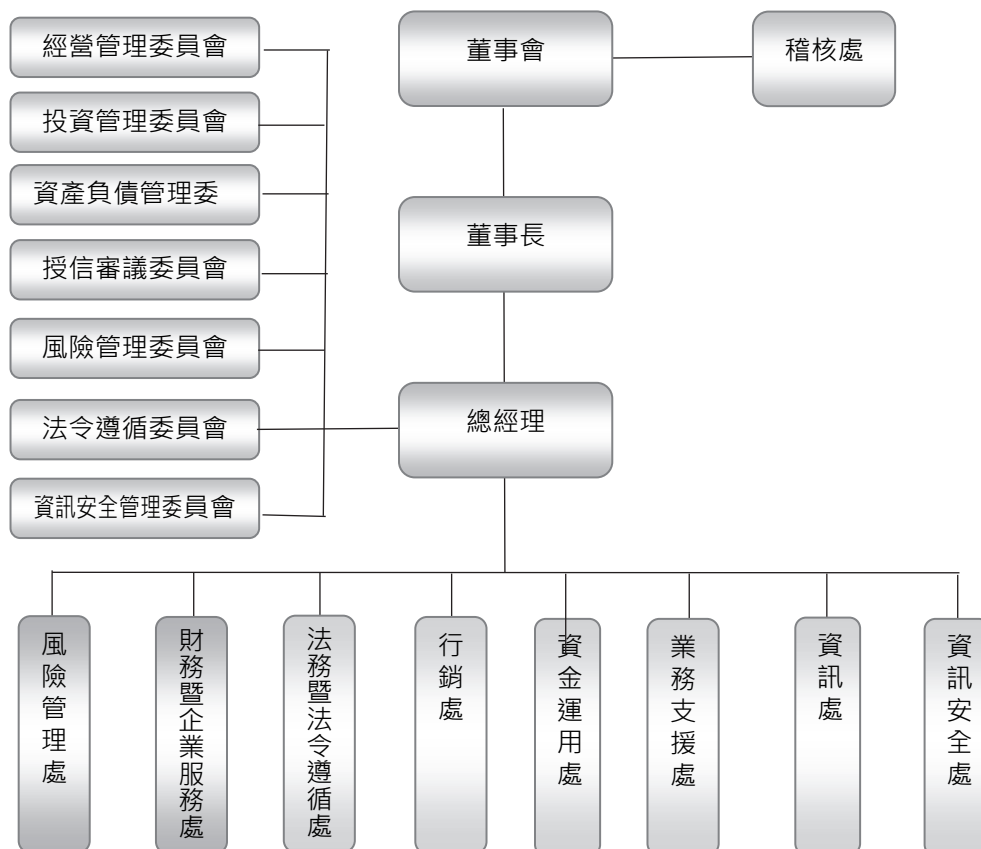 經營管理委員會
投資管理委員會
資產負債管理委
授信審議委員會
風險管理委員會
法令遵循委員會
資訊安全管理委員會
董事會
稽核處
董事長
總經理
風險管理處
財務暨企業服務處
法務暨法令遵循處
行銷處
資金運用處
業務支援處
資訊處
資訊安全處